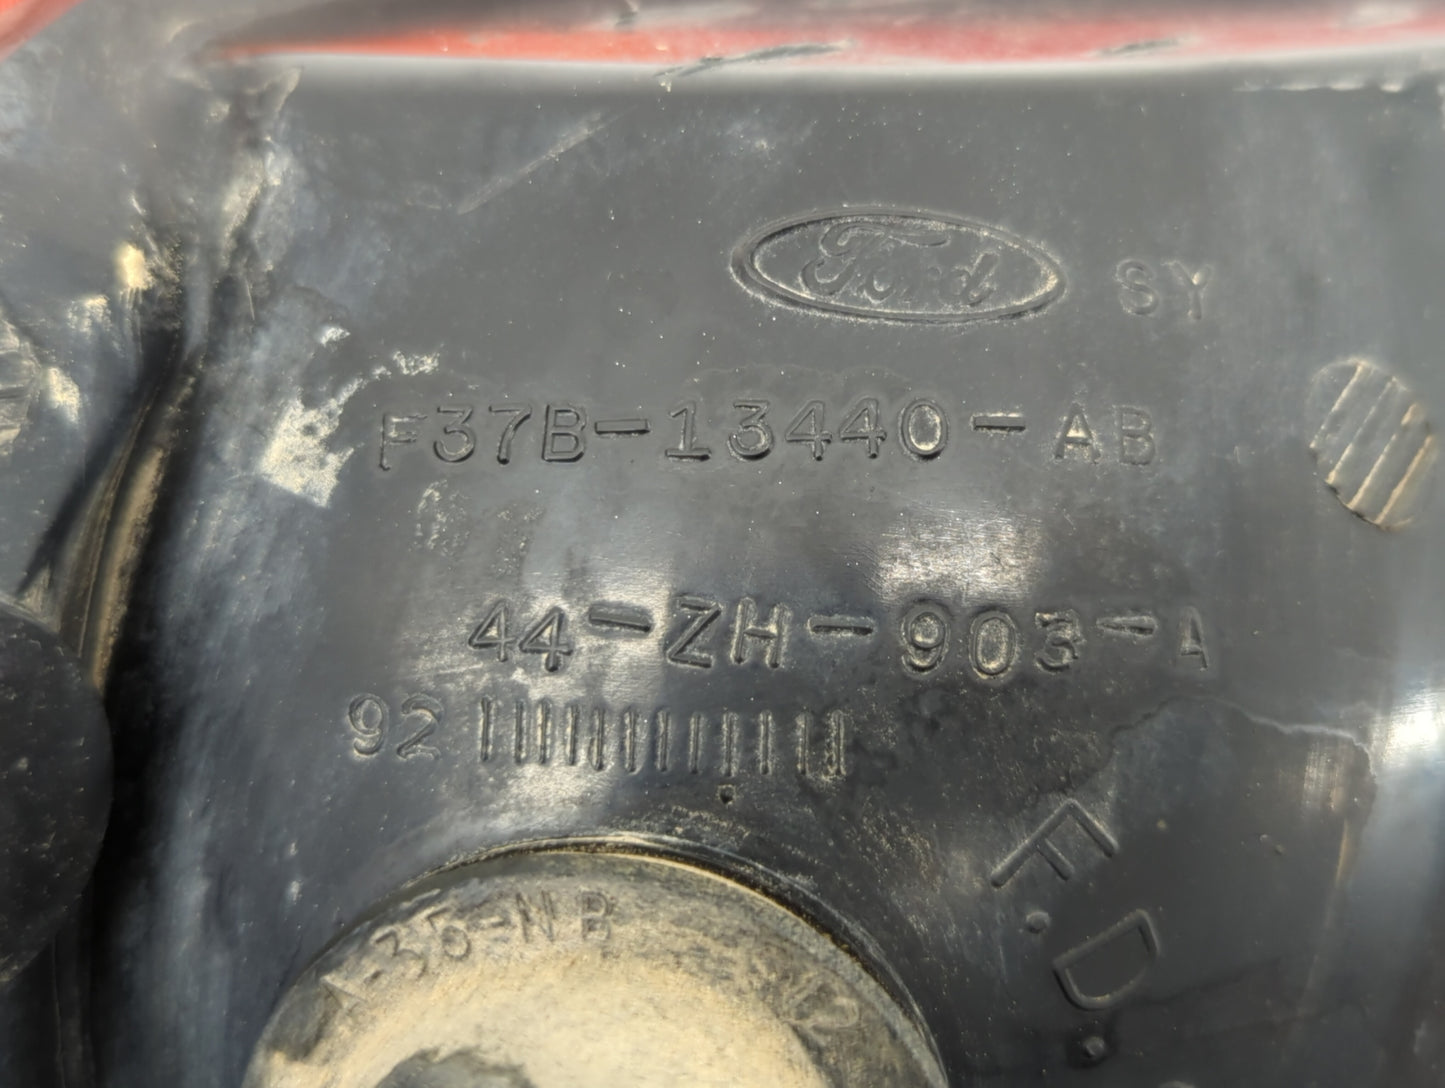 Ford SY
F37B-13440-AB
44-ZH-903-A
92
F.D.
A-35-NB